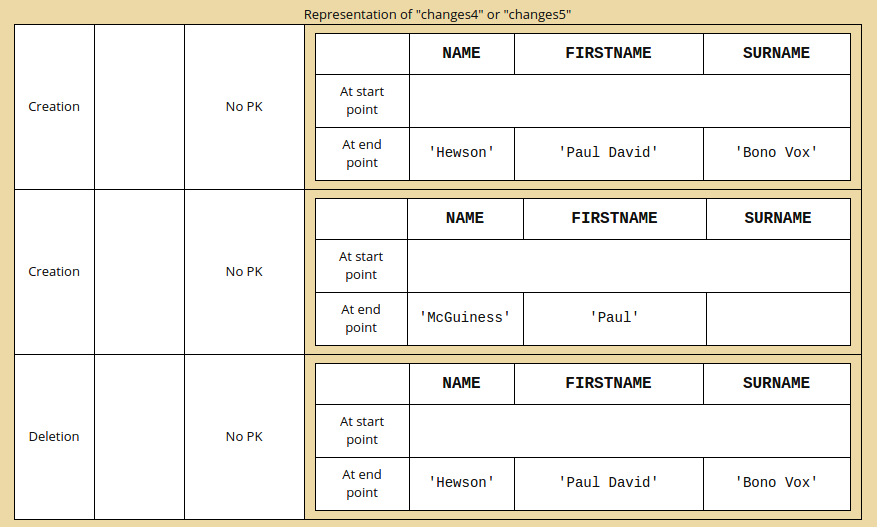 Representation of "changes4" or "changes5"
Creation
No PK
NAME FIRSTNAME SURNAME
At start
point
At end
point
'Hewson' 'Paul David' 'Bono Vox'
Creation
No PK
NAME FIRSTNAME SURNAME
At start
point
At end
point
'McGuiness' 'Paul'
Deletion
No PK
NAME FIRSTNAME SURNAME
At start
point
At end
point
'Hewson' 'Paul David' 'Bono Vox'